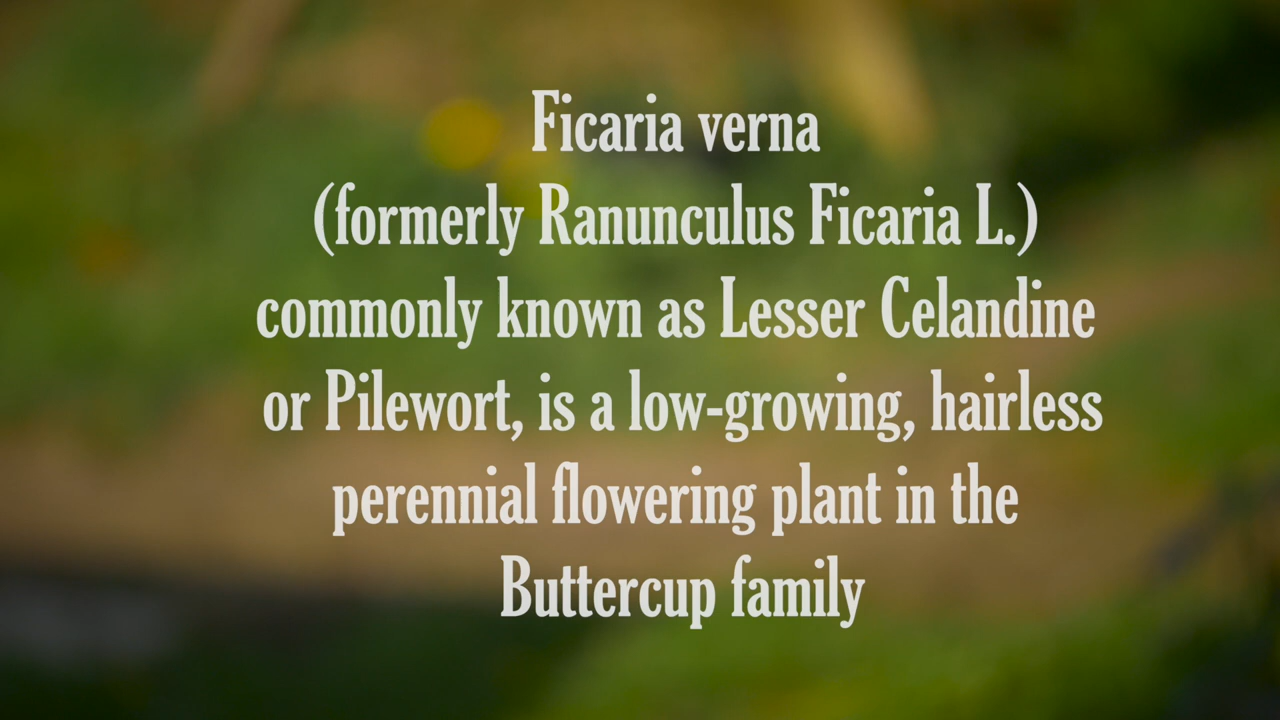 Ficaria verna
(formerly Ranunculus Ficaria L.)
commonly known as Lesser Celandine
or Pilewort, is a low-growing, hairless
perennial flowering plant in the
Buttercup family